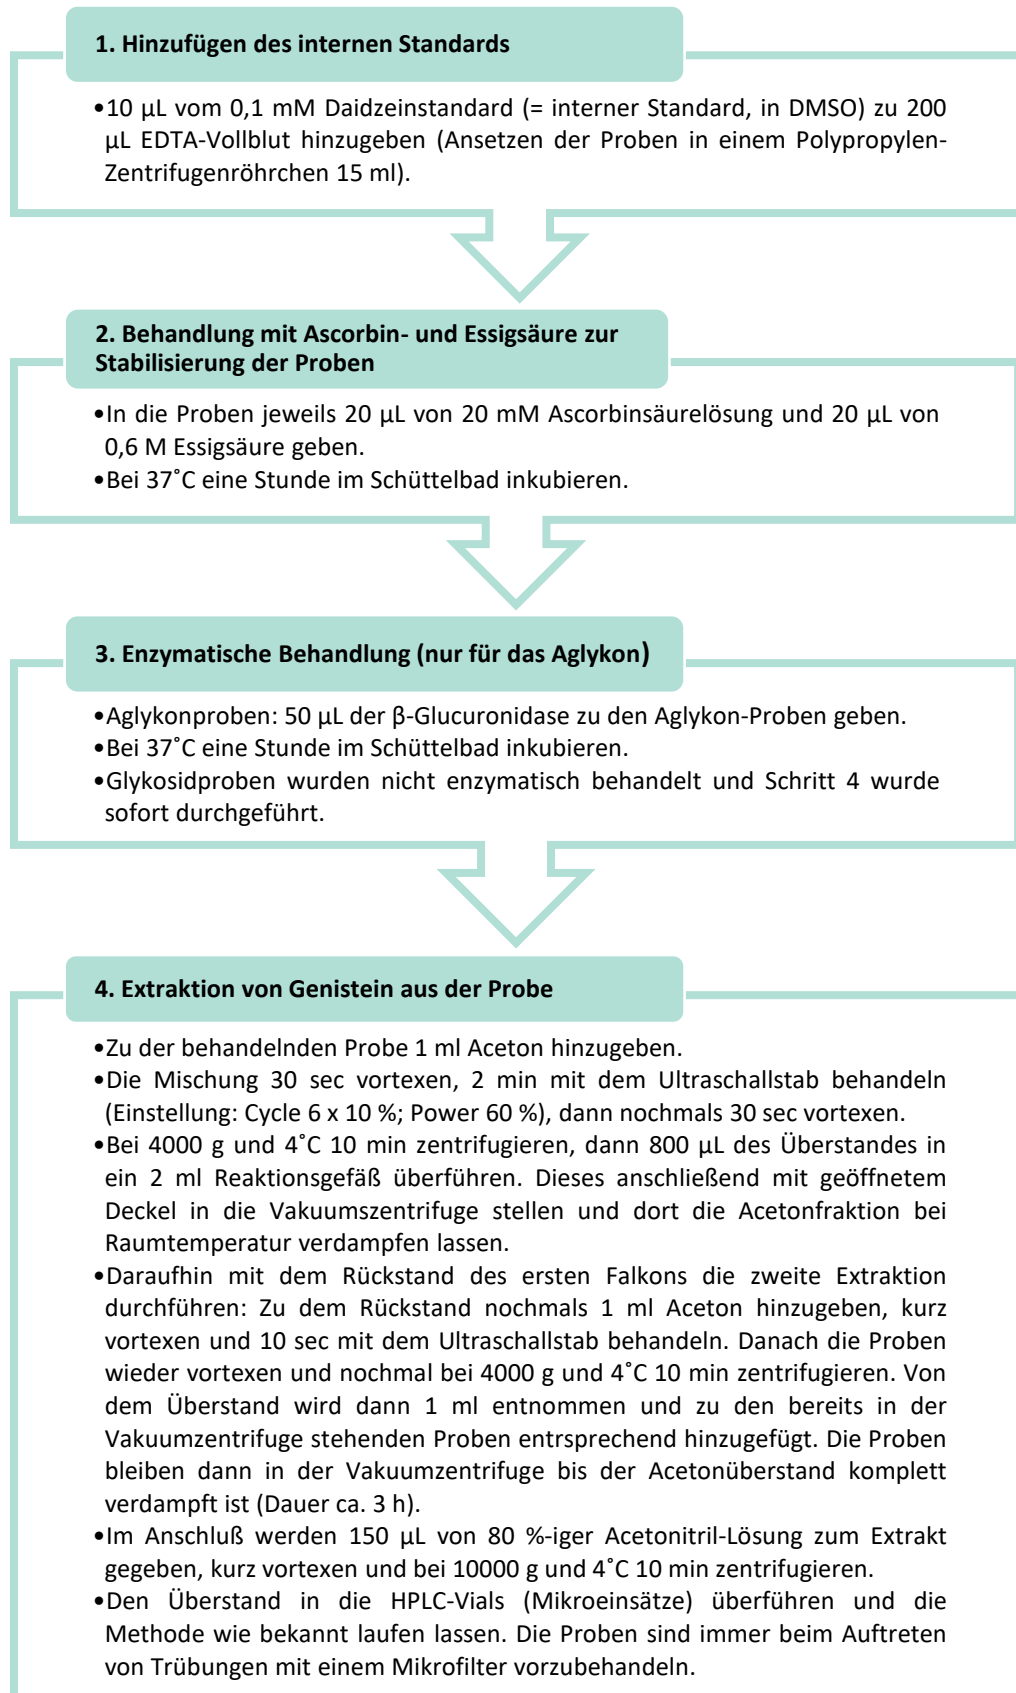 1. Hinzufügen des internen Standards
•10 µL vom 0,1 mM Daidzeinstandard (= interner Standard, in DMSO) zu 200
µL EDTA-Vollblut hinzugeben (Ansetzen der Proben in einem Polypropylen-
Zentrifugenröhrchen 15 ml).
2. Behandlung mit Ascorbin- und Essigsäure zur
Stabilisierung der Proben
•In die Proben jeweils 20 µL von 20 mM Ascorbinsäurelösung und 20 µL von
0,6 M Essigsäure geben.
•Bei 37˚C eine Stunde im Schüttelbad inkubieren.
3. Enzymatische Behandlung (nur für das Aglykon)
•Aglykonproben: 50 µL der β-Glucuronidase zu den Aglykon-Proben geben.
•Bei 37˚C eine Stunde im Schüttelbad inkubieren.
•Glykosidproben wurden nicht enzymatisch behandelt und Schritt 4 wurde
sofort durchgeführt.
4. Extraktion von Genistein aus der Probe
•Zu der behandelnden Probe 1 ml Aceton hinzugeben.
•Die Mischung 30 sec vortexen, 2 min mit dem Ultraschallstab behandeln
(Einstellung: Cycle 6 x 10 %; Power 60 %), dann nochmals 30 sec vortexen.
•Bei 4000 g und 4˚C 10 min zentrifugieren, dann 800 µL des Überstandes in
ein 2 ml Reaktionsgefäß überführen. Dieses anschließend mit geöffnetem
Deckel in die Vakuumszentrifuge stellen und dort die Acetonfraktion bei
Raumtemperatur verdampfen lassen.
•Daraufhin mit dem Rückstand des ersten Falkons die zweite Extraktion
durchführen: Zu dem Rückstand nochmals 1 ml Aceton hinzugeben, kurz
vortexen und 10 sec mit dem Ultraschallstab behandeln. Danach die Proben
wieder vortexen und nochmal bei 4000 g und 4˚C 10 min zentrifugieren. Von
dem Überstand wird dann 1 ml entnommen und zu den bereits in der
Vakuumzentrifuge stehenden Proben entrsprechend hinzugefügt. Die Proben
bleiben dann in der Vakuumzentrifuge bis der Acetonüberstand komplett
verdampft ist (Dauer ca. 3 h).
•Im Anschluß werden 150 µL von 80 %-iger Acetonitril-Lösung zum Extrakt
gegeben, kurz vortexen und bei 10000 g und 4˚C 10 min zentrifugieren.
•Den Überstand in die HPLC-Vials (Mikroeinsätze) überführen und die
Methode wie bekannt laufen lassen. Die Proben sind immer beim Auftreten
von Trübungen mit einem Mikrofilter vorzubehandeln.